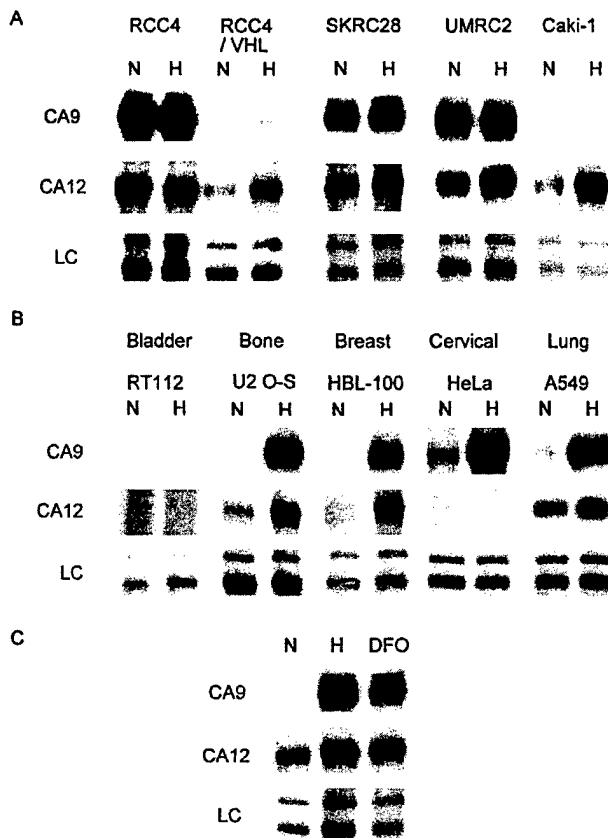 A
RCC4 RCC4 / VHL SKRC28 UMRC2 Caki-1
N H N H N H N H N H
CA9
CA12
LC
B
Bladder Bone Breast Cervical Lung
RT112 U2 O-S HBL-100 HeLa A549
N H N H N H N H N H
CA9
CA12
LC
C
N H DFO
CA9
CA12
LC